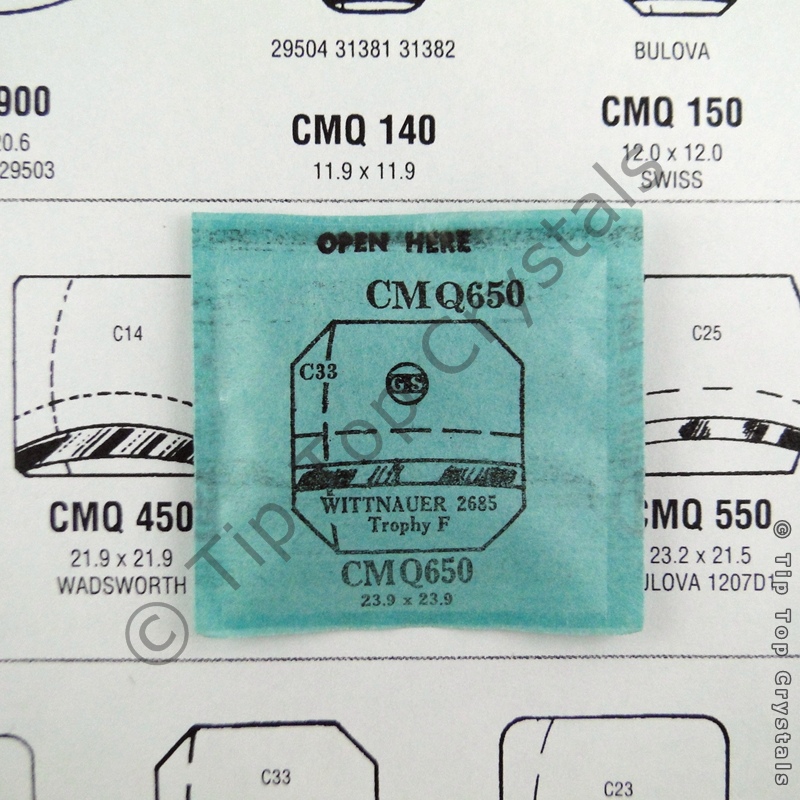 29504 31381 31382
BULOVA
900
CMQ 140
CMQ 150
20.6
11.9 x 11.9
12.0 x 12.0
29503
SWISS
OPEN HERE
CMQ650
C14
C33
GS
C25
WITTNAUER 2685
Trophy F
CMQ 450
CMQ 550
21.9 x 21.9
23.2 x 21.5
WADSWORTH
ULOVA 1207D1
CMQ650
23.9 x 23.9
C33
C23
© Tip Top Crystals
© Tip Top Crystals